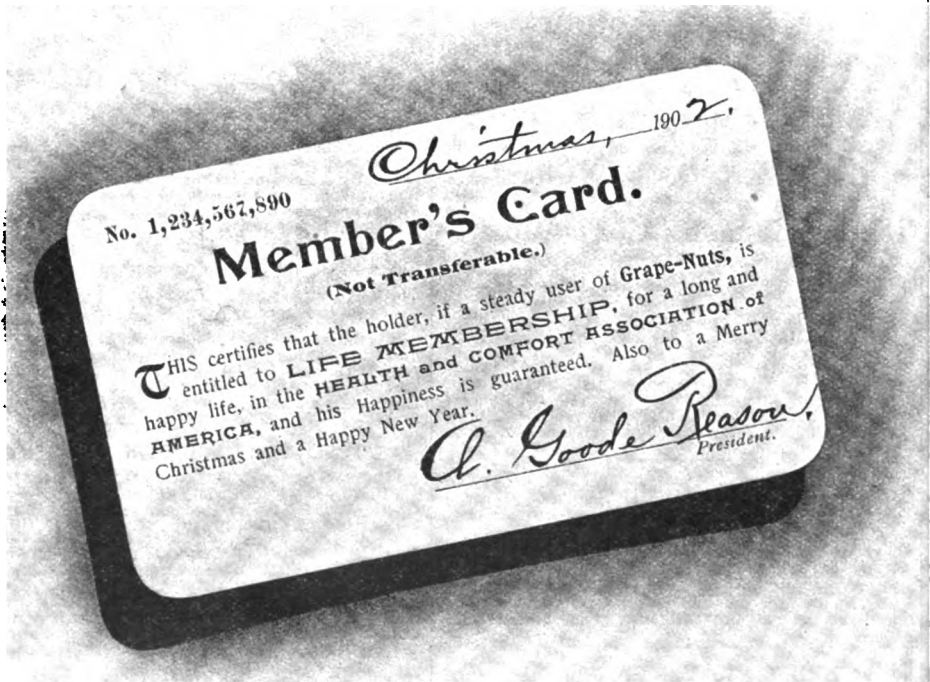 Christmas, 1902.
No. 1,234,567,890
Member's Card.
(Not Transferable.)
THIS certifies that the holder, if a steady user of Grape-Nuts, is
entitled to LIFE MEMBERSHIP, for a long and
happy life, in the HEALTH and COMFORT ASSOCIATION of
AMERICA, and his Happiness is guaranteed. Also to a Merry
Christmas and a Happy New Year.
A. Goode Reason.
President.